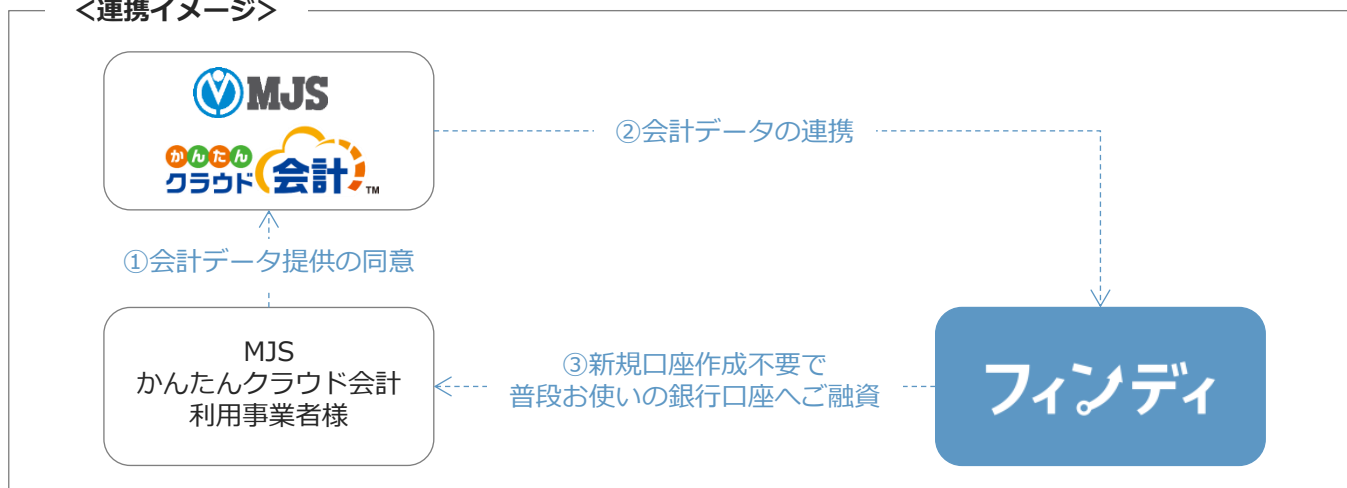 <連携イメージ>
MJS
かんたん
クラウド会計™
②会計データの連携
①会計データ提供の同意
MJS
かんたんクラウド会計
利用事業者様
③新規口座作成不要で
普段お使いの銀行口座へご融資
フィンディ